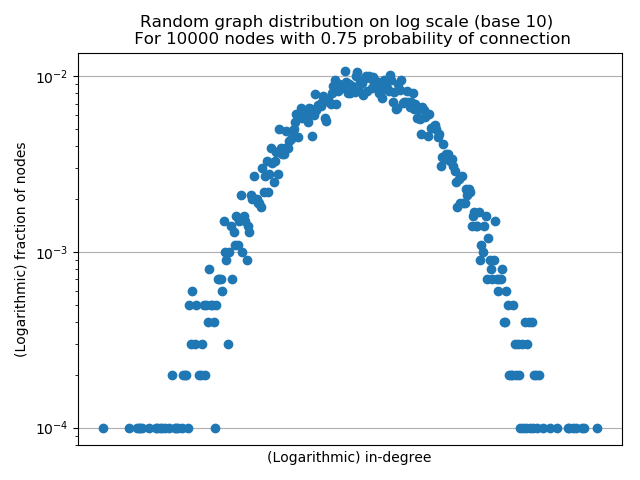 Random graph distribution on log scale (base 10)
For 10000 nodes with 0.75 probability of connection
(Logarithmic) fraction of nodes
10⁻²
10⁻³
10⁻⁴
(Logarithmic) in-degree